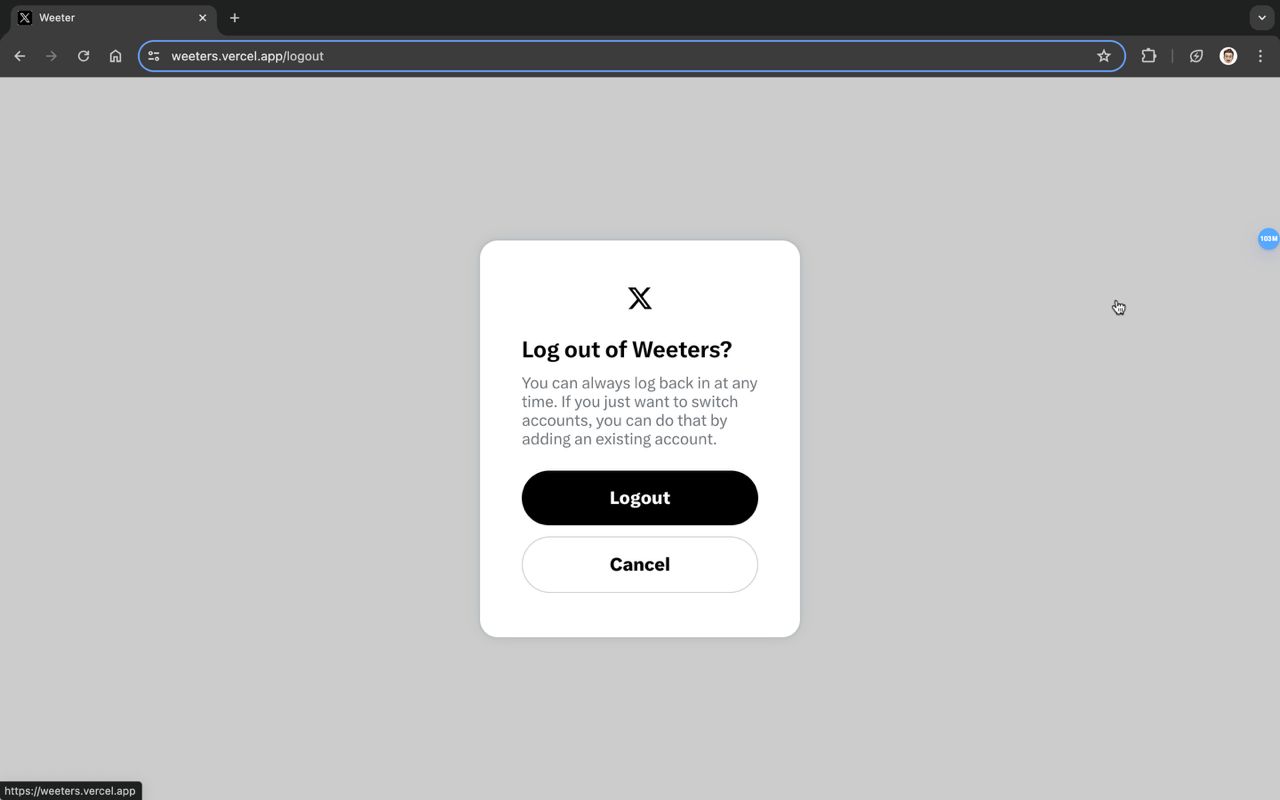 Weeter
weeters.vercel.app/logout
103M
Log out of Weeters?
You can always log back in at any
time. If you just want to switch
accounts, you can do that by
adding an existing account.
Logout
Cancel
https://weeters.vercel.app